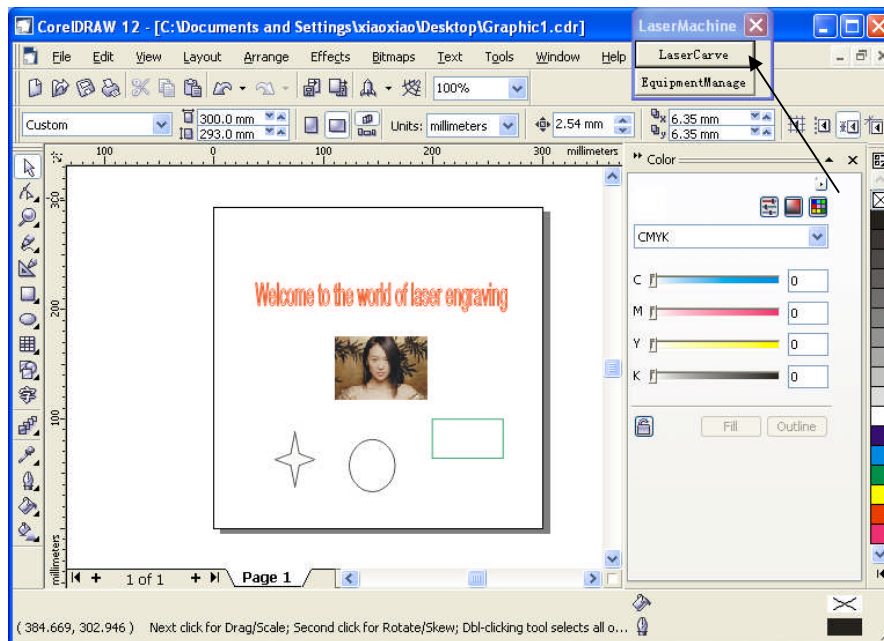 CorelDRAW 12 - [C:\Documents and Settings\xiaoxiao\Desktop\Graphic1.cdr]
LaserMachine
File Edit View Layout Arrange Effects Bitmaps Text Tools Window Help
LaserCarve
EquipmentManage
100%
Custom
300.0 mm
293.0 mm
Units: millimeters
2.54 mm
x 6.35 mm
y 6.35 mm
100 0 100 200 300 millimeters
300
200
100
millimeters
Color
CMYK
C 0
M 0
Y 0
K 0
Fill Outline
Welcome to the world of laser engraving
1 of 1
Page 1
( 384.669, 302.946 ) Next click for Drag/Scale; Second click for Rotate/Skew; Dbl-clicking tool selects all o...